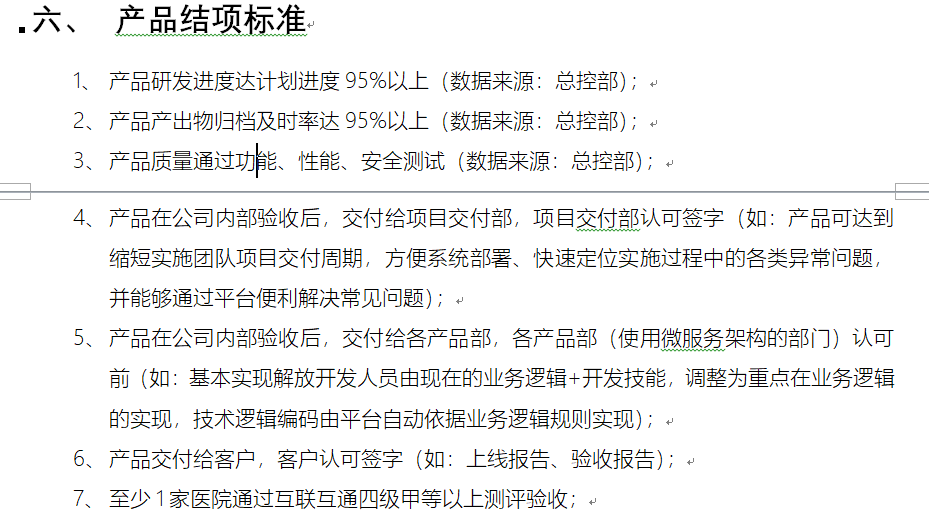 六、 产品结项标准
1、 产品研发进度达计划进度 95%以上（数据来源：总控部）；
2、 产品产出物归档及时率达 95%以上（数据来源：总控部）；
3、 产品质量通过功能、性能、安全测试（数据来源：总控部）；
4、 产品在公司内部验收后，交付给项目交付部，项目交付部认可签字（如：产品可达到
缩短实施团队项目交付周期，方便系统部署、快速定位实施过程中的各类异常问题，
并能够通过平台便利解决常见问题）；
5、 产品在公司内部验收后，交付给各产品部，各产品部（使用微服务架构的部门）认可
前（如：基本实现解放开发人员由现在的业务逻辑+开发技能，调整为重点在业务逻辑
的实现，技术逻辑编码由平台自动依据业务逻辑规则实现）；
6、 产品交付给客户，客户认可签字（如：上线报告、验收报告）；
7、 至少 1 家医院通过互联互通四级甲等以上测评验收；